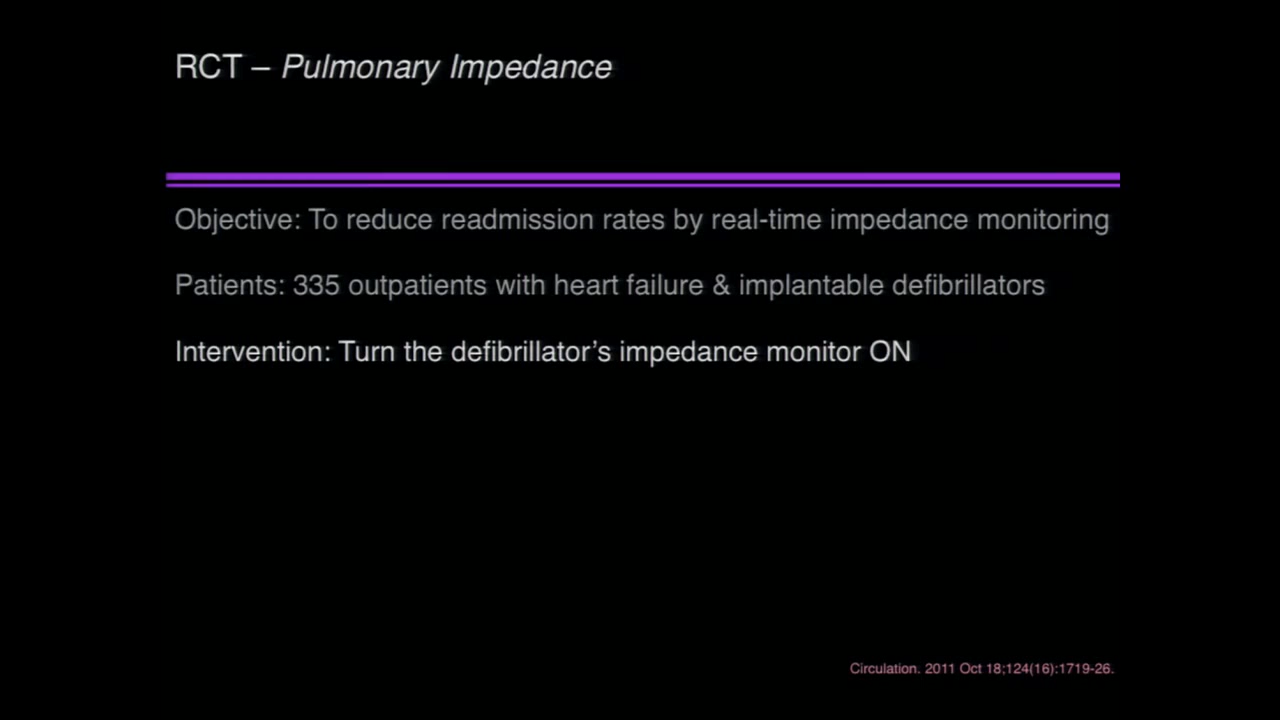 RCT – Pulmonary Impedance
Objective: To reduce readmission rates by real-time impedance monitoring
Patients: 335 outpatients with heart failure & implantable defibrillators
Intervention: Turn the defibrillator’s impedance monitor ON
Circulation. 2011 Oct 18;124(16):1719-26.